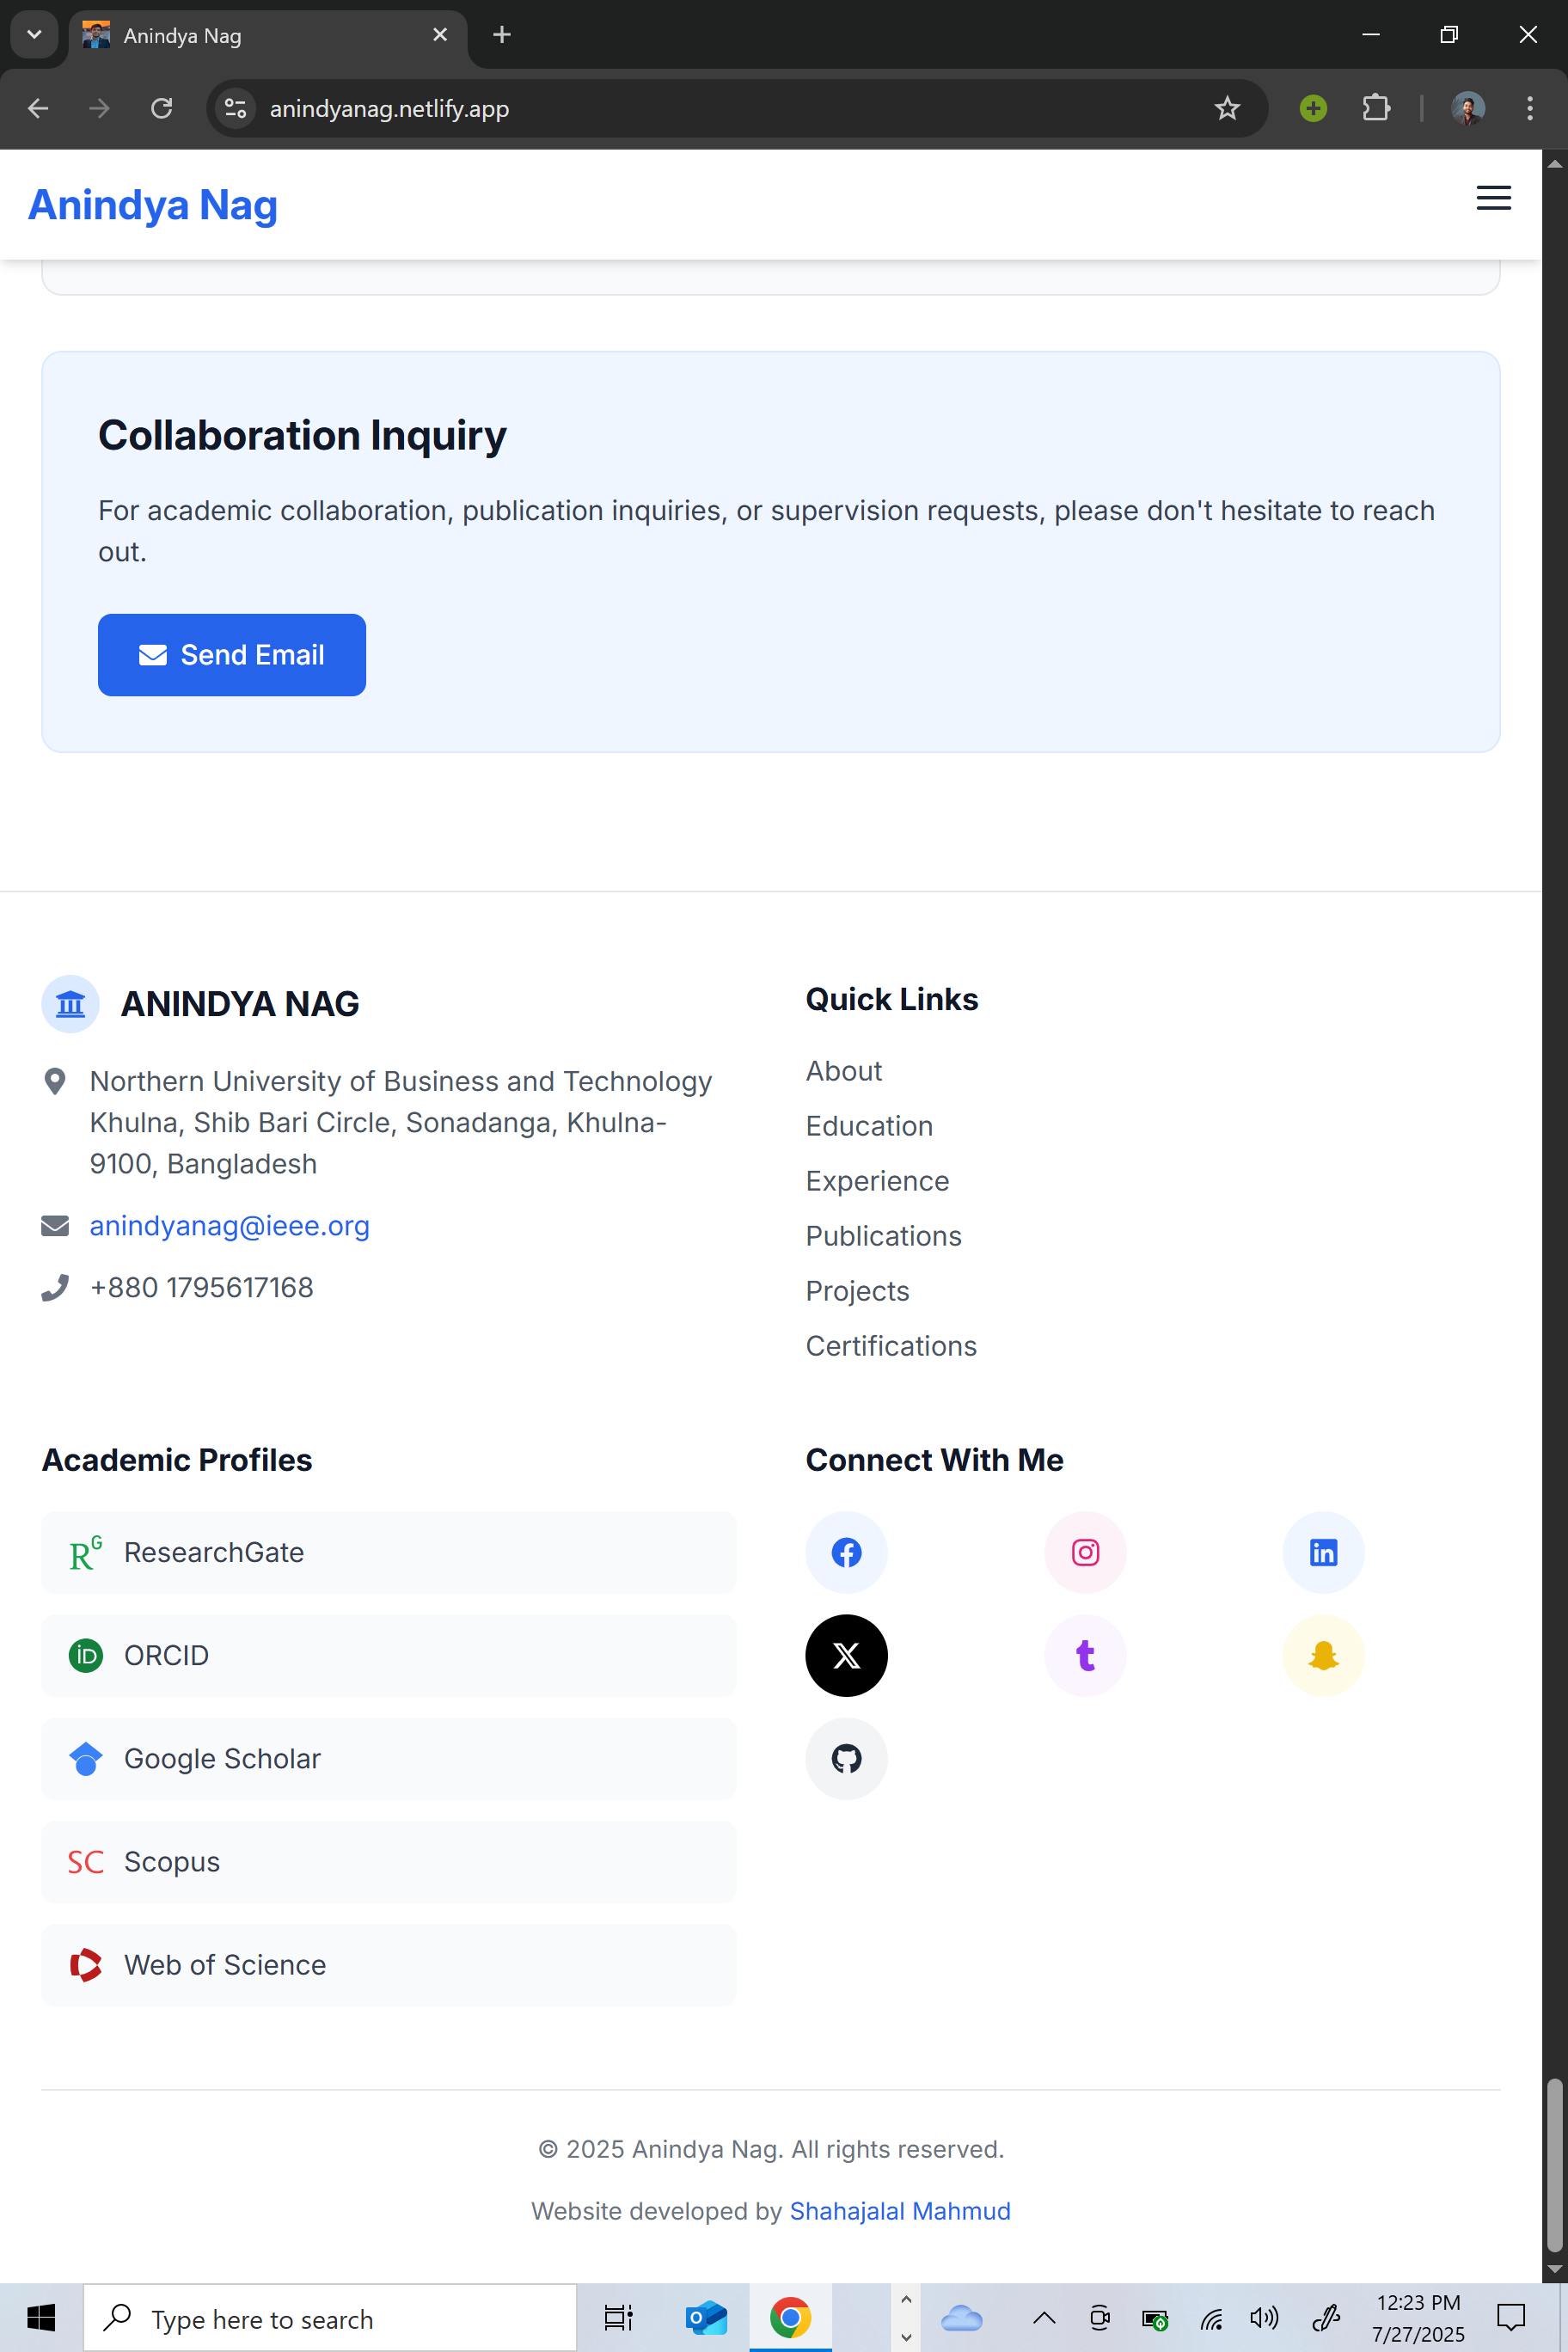 Anindya Nag
anindyanag.netlify.app
Anindya Nag
Collaboration Inquiry
For academic collaboration, publication inquiries, or supervision requests, please don't hesitate to reach
out.
Send Email
ANINDYA NAG
Northern University of Business and Technology
Khulna, Shib Bari Circle, Sonadanga, Khulna-
9100, Bangladesh
anindyanag@ieee.org
+880 1795617168
Quick Links
About
Education
Experience
Publications
Projects
Certifications
Academic Profiles
RG ResearchGate
iD ORCID
Google Scholar
SC Scopus
Web of Science
Connect With Me
© 2025 Anindya Nag. All rights reserved.
Website developed by Shahajalal Mahmud
Type here to search
12:23 PM
7/27/2025